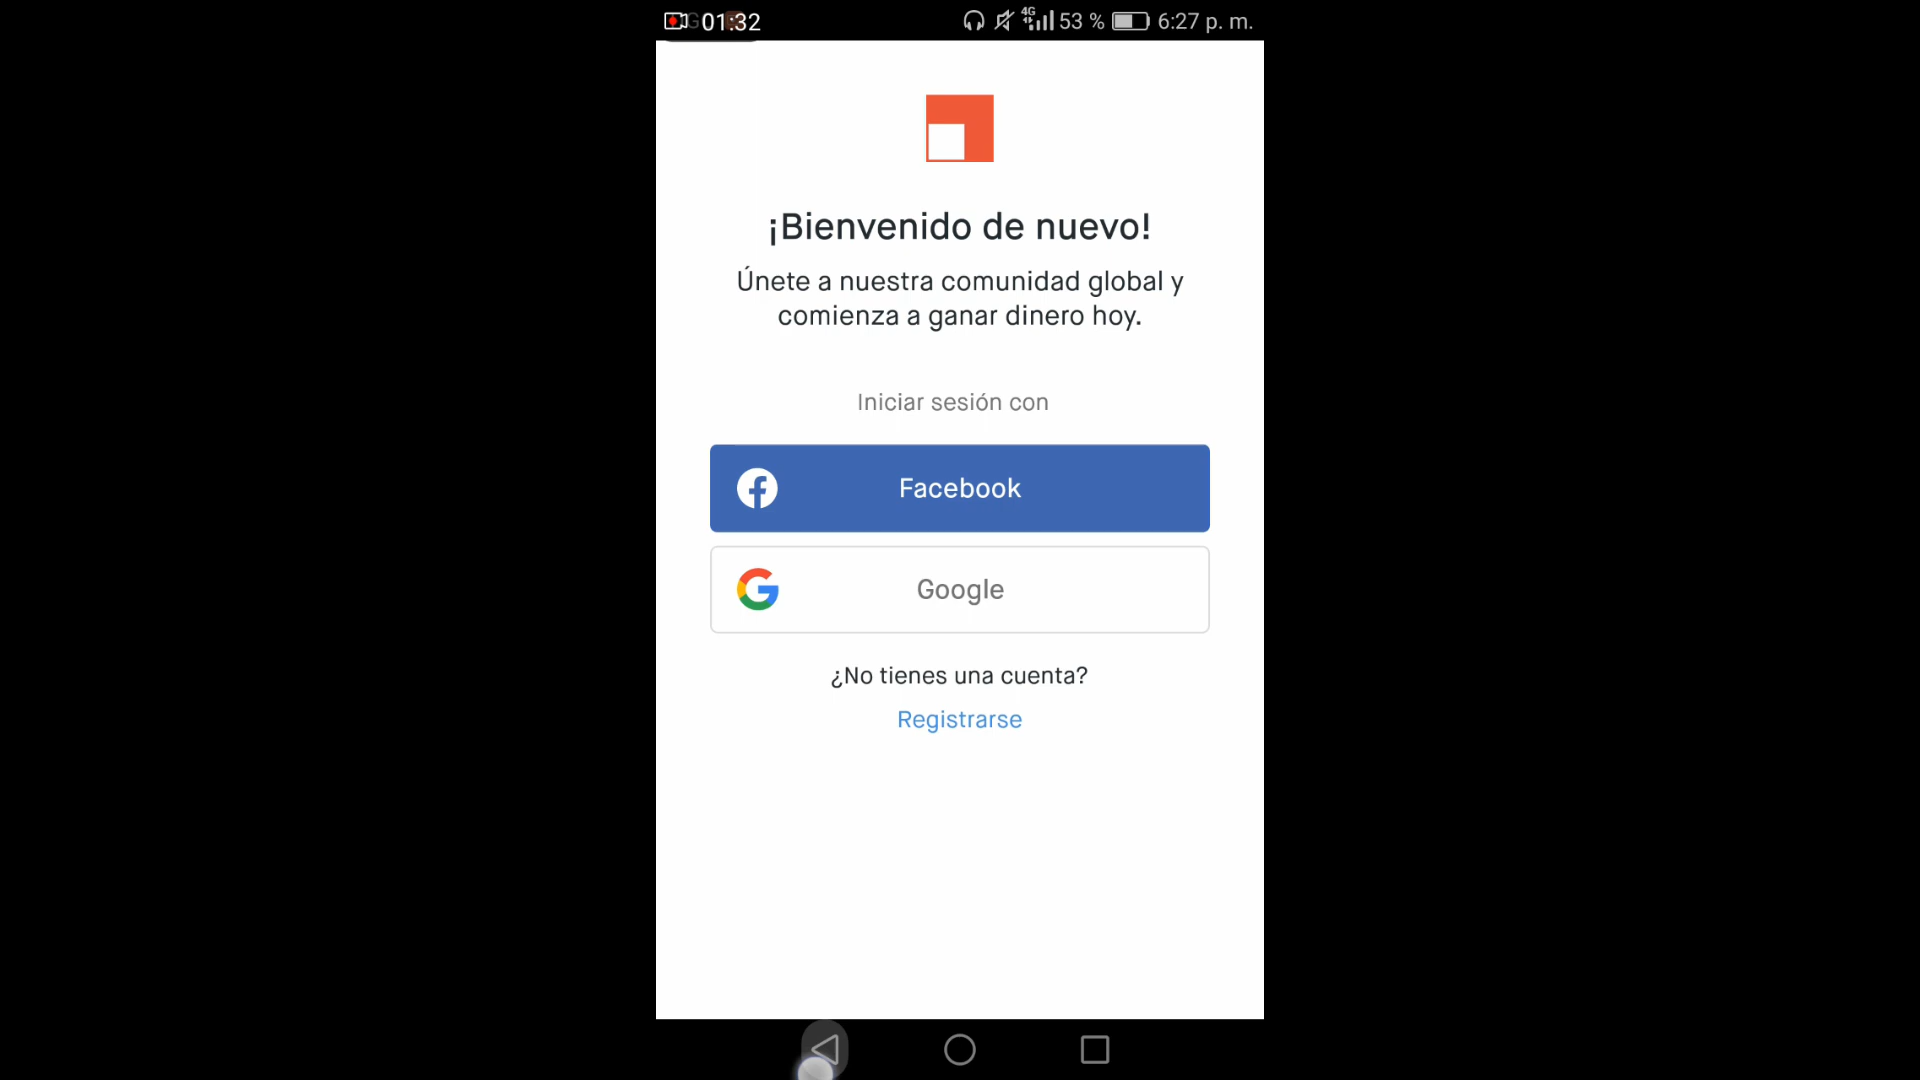 01:32 4G 53 % 6:27 p. m.
¡Bienvenido de nuevo!
Únete a nuestra comunidad global y
comienza a ganar dinero hoy.
Iniciar sesión con
Facebook
Google
¿No tienes una cuenta?
Registrarse